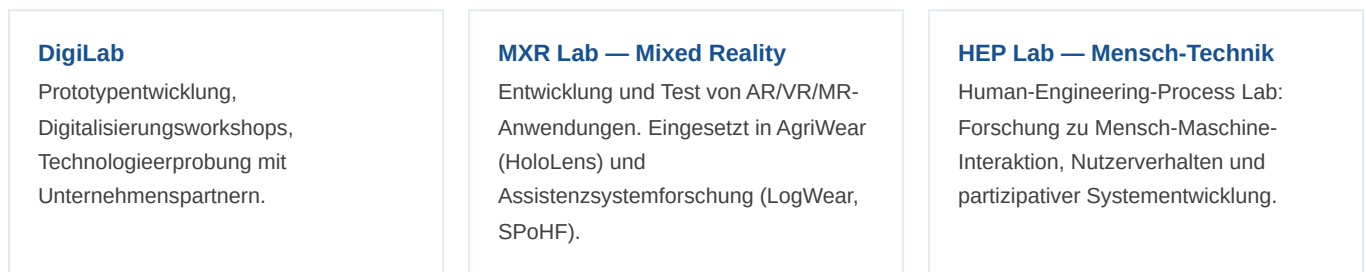 DigiLab
Prototypentwicklung,
Digitalisierungsworkshops,
Technologieerprobung mit
Unternehmenspartnern.
MXR Lab — Mixed Reality
Entwicklung und Test von AR/VR/MR-
Anwendungen. Eingesetzt in AgriWear
(HoloLens) und
Assistenzsystemforschung (LogWear,
SPoHF).
HEP Lab — Mensch-Technik
Human-Engineering-Process Lab:
Forschung zu Mensch-Maschine-
Interaktion, Nutzerverhalten und
partizipativer Systementwicklung.